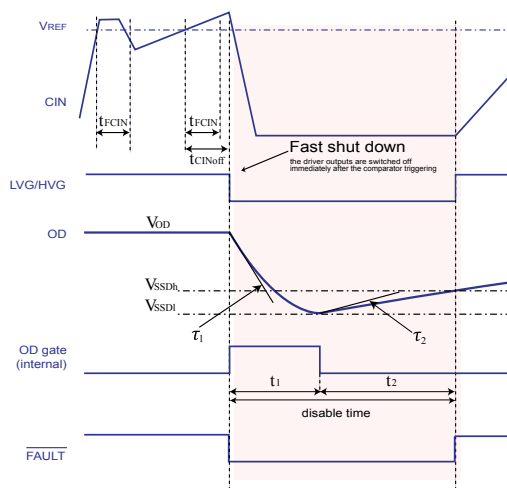 VREF
CIN
tFCIN
tFCIN
tCINoff
Fast shut down
the driver outputs are switched off
immediately after the comparator triggering
LVG/HVG
OD
VOD
VSSDh
VSSDl
τ1
τ2
OD gate
(internal)
t1
t2
disable time
FAULT